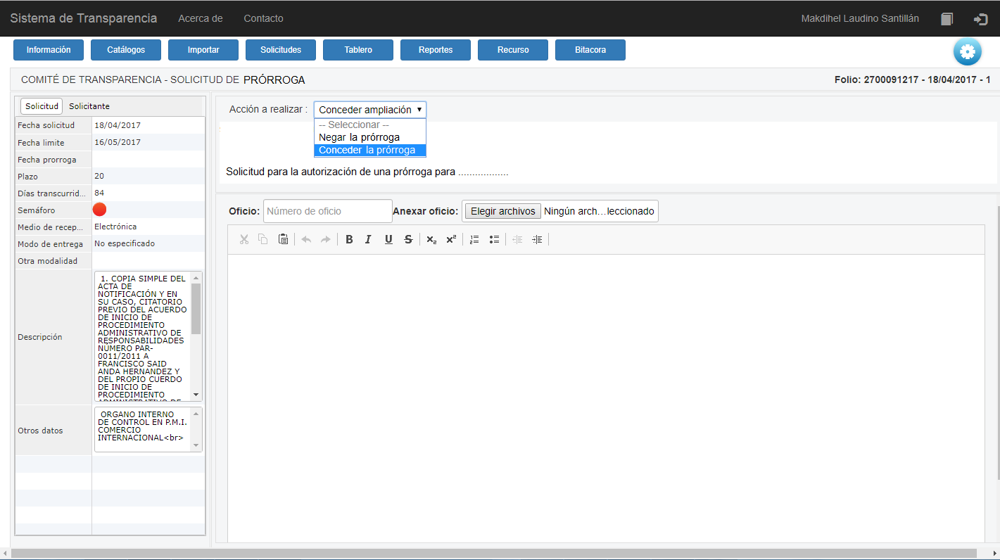 Sistema de Transparencia Acerca de Contacto Makdihel Laudino Santillán
Información Catálogos Importar Solicitudes Tablero Reportes Recurso Bitacora
COMITÉ DE TRANSPARENCIA - SOLICITUD DE PRÓRROGA Folio: 2700091217 - 18/04/2017 - 1
Solicitud Solicitante
Fecha solicitud 18/04/2017
Fecha limite 16/05/2017
Fecha prorroga
Plazo 20
Días transcurrid... 84
Semáforo
Medio de recep... Electrónica
Modo de entrega No especificado
Otra modalidad
Descripción
1. COPIA SIMPLE DEL
ACTA DE
NOTIFICACIÓN Y EN
SU CASO, CITATORIO
PREVIO DEL ACUERDO
DE INICIO DE
PROCEDIMIENTO
ADMINISTRATIVO DE
RESPONSABILIDADES
NÚMERO PAR-
0011/2011 A
FRANCISCO SAID
ANDA HERNANDEZ Y
DEL PROPIO CUERDO
DE INICIO DE
PROCEDIMIENTO
ADMINISTRATIVO DE
Otros datos
ORGANO INTERNO
DE CONTROL EN P.M.I.
COMERCIO
INTERNACIONAL<br>
Acción a realizar : Conceder ampliación
-- Seleccionar --
Negar la prórroga
Conceder la prórroga
Solicitud para la autorización de una prórroga para .................
Oficio: Número de oficio Anexar oficio: Elegir archivos Ningún arch...leccionado
B I U S x₂ x²